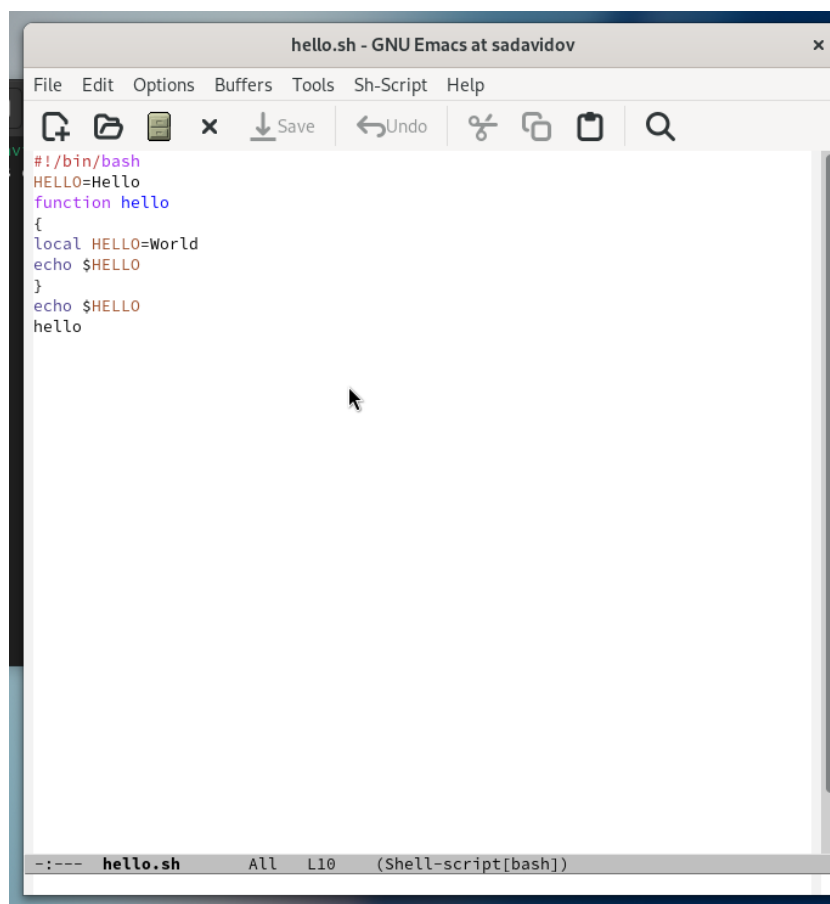 hello.sh - GNU Emacs at sadavidov
File Edit Options Buffers Tools Sh-Script Help
Save Undo
#!/bin/bash
HELLO=Hello
function hello
{
local HELLO=World
echo $HELLO
}
echo $HELLO
hello
-:--- hello.sh All L10 (Shell-script[bash])